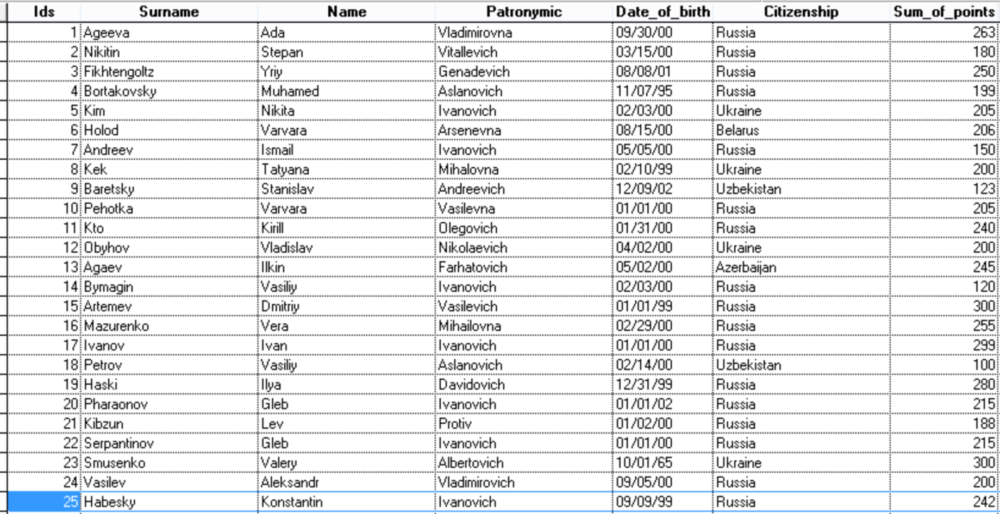 Ids Surname Name Patronymic Date_of_birth Citizenship Sum_of_points
1 Ageeva Ada Vladimirovna 09/30/00 Russia 263
2 Nikitin Stepan Vitallevich 03/15/00 Russia 180
3 Fikhtengoltz Yriy Genadevich 08/08/01 Russia 250
4 Bortakovsky Muhamed Aslanovich 11/07/95 Russia 199
5 Kim Nikita Ivanovich 02/03/00 Ukraine 205
6 Holod Varvara Arsenevna 08/15/00 Belarus 206
7 Andreev Ismail Ivanovich 05/05/00 Russia 150
8 Kek Tatyana Mihalovna 02/10/99 Ukraine 200
9 Baretsky Stanislav Andreevich 12/09/02 Uzbekistan 123
10 Pehotka Varvara Vasilevna 01/01/00 Russia 205
11 Kto Kirill Olegovich 01/31/00 Russia 240
12 Obyhov Vladislav Nikolaevich 04/02/00 Ukraine 200
13 Agaev Ilkin Farhatovich 05/02/00 Azerbaijan 245
14 Bymagin Vasiliy Ivanovich 02/03/00 Russia 120
15 Artemev Dmitriy Vasilevich 01/01/99 Russia 300
16 Mazurenko Vera Mihailovna 02/29/00 Russia 255
17 Ivanov Ivan Ivanovich 01/01/00 Russia 299
18 Petrov Vasiliy Aslanovich 02/14/00 Uzbekistan 100
19 Haski Ilya Davidovich 12/31/99 Russia 280
20 Pharaonov Gleb Ivanovich 01/01/02 Russia 215
21 Kibzun Lev Protiv 01/02/00 Russia 188
22 Serpantinov Gleb Ivanovich 01/01/00 Russia 215
23 Smusenko Valery Albertovich 10/01/65 Ukraine 300
24 Vasilev Aleksandr Vladimirovich 09/05/00 Russia 200
25 Habesky Konstantin Ivanovich 09/09/99 Russia 242